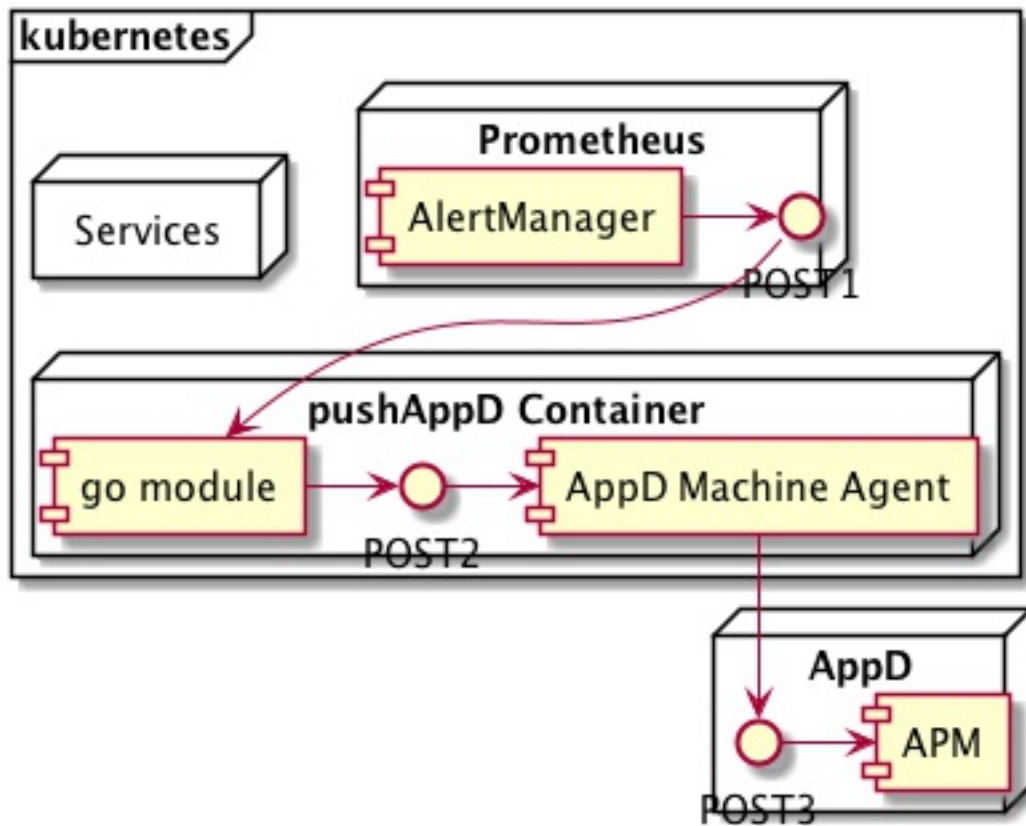 kubernetes
Prometheus
AlertManager
Services
POST1
pushAppD Container
go module
AppD Machine Agent
POST2
AppD
APM
POST3